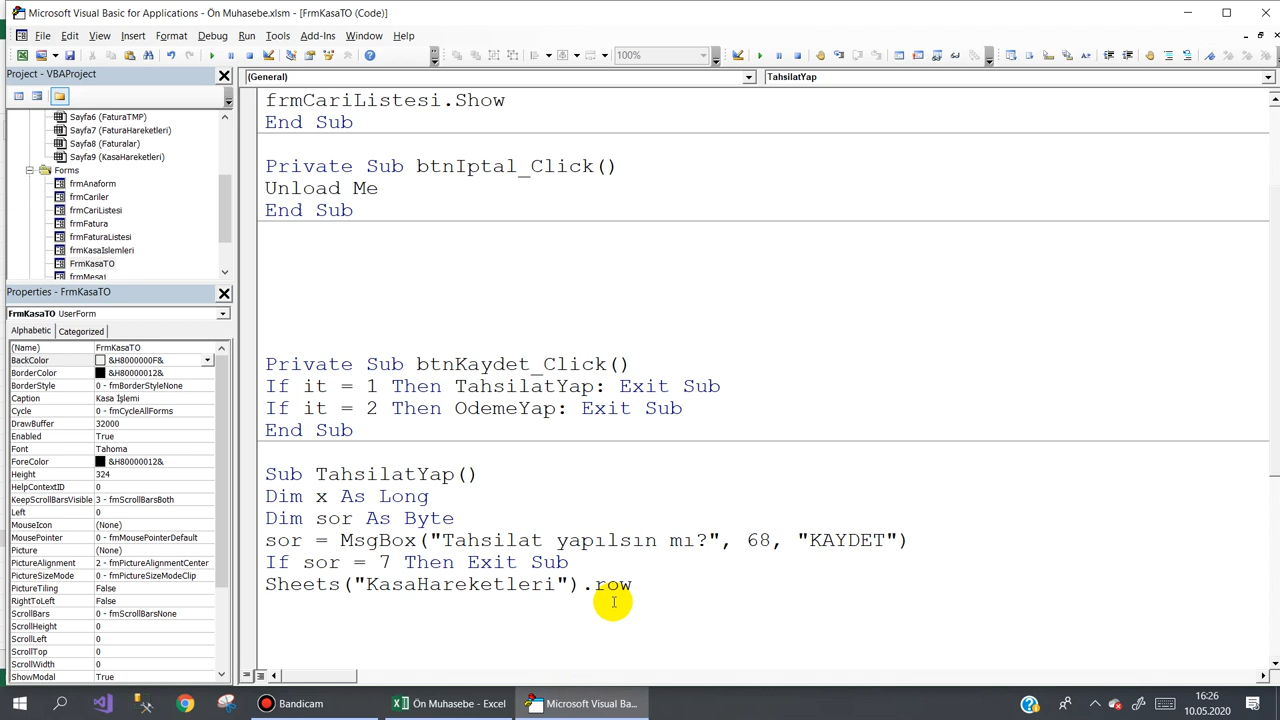 Microsoft Visual Basic for Applications - Ön Muhasebe.xlsm - [FrmKasaTO (Code)]
File Edit View Insert Format Debug Run Tools Add-Ins Window Help
100%
Project - VBAProject
(General)
TahsilatYap
Sayfa6 (FaturaTMP)
Sayfa7 (FaturaHareketleri)
Sayfa8 (Faturalar)
Sayfa9 (KasaHareketleri)
Forms
frmAnaform
frmCariler
frmCariListesi
frmFatura
frmFaturaListesi
frmKasaIslemleri
FrmKasaTO
frmMesai
Properties - FrmKasaTO
FrmKasaTO UserForm
Alphabetic Categorized
(Name) FrmKasaTO
BackColor &H8000000F&
BorderColor &H80000012&
BorderStyle 0 - fmBorderStyleNone
Caption Kasa İşlemi
Cycle 0 - fmCycleAllForms
DrawBuffer 32000
Enabled True
Font Tahoma
ForeColor &H80000012&
Height 324
HelpContextID 0
KeepScrollBarsVisible 3 - fmScrollBarsBoth
Left 0
MouseIcon (None)
MousePointer 0 - fmMousePointerDefault
Picture (None)
PictureAlignment 2 - fmPictureAlignmentCenter
PictureSizeMode 0 - fmPictureSizeModeClip
PictureTiling False
RightToLeft False
ScrollBars 0 - fmScrollBarsNone
ScrollHeight 0
ScrollLeft 0
ScrollTop 0
ScrollWidth 0
ShowModal True
frmCariListesi.Show
End Sub
Private Sub btnIptal_Click()
Unload Me
End Sub
Private Sub btnKaydet_Click()
If it = 1 Then TahsilatYap: Exit Sub
If it = 2 Then OdemeYap: Exit Sub
End Sub
Sub TahsilatYap()
Dim x As Long
Dim sor As Byte
sor = MsgBox("Tahsilat yapılsın mı?", 68, "KAYDET")
If sor = 7 Then Exit Sub
Sheets("KasaHareketleri").row
Bandicam
Ön Muhasebe - Excel
Microsoft Visual Ba...
16:26
10.05.2020